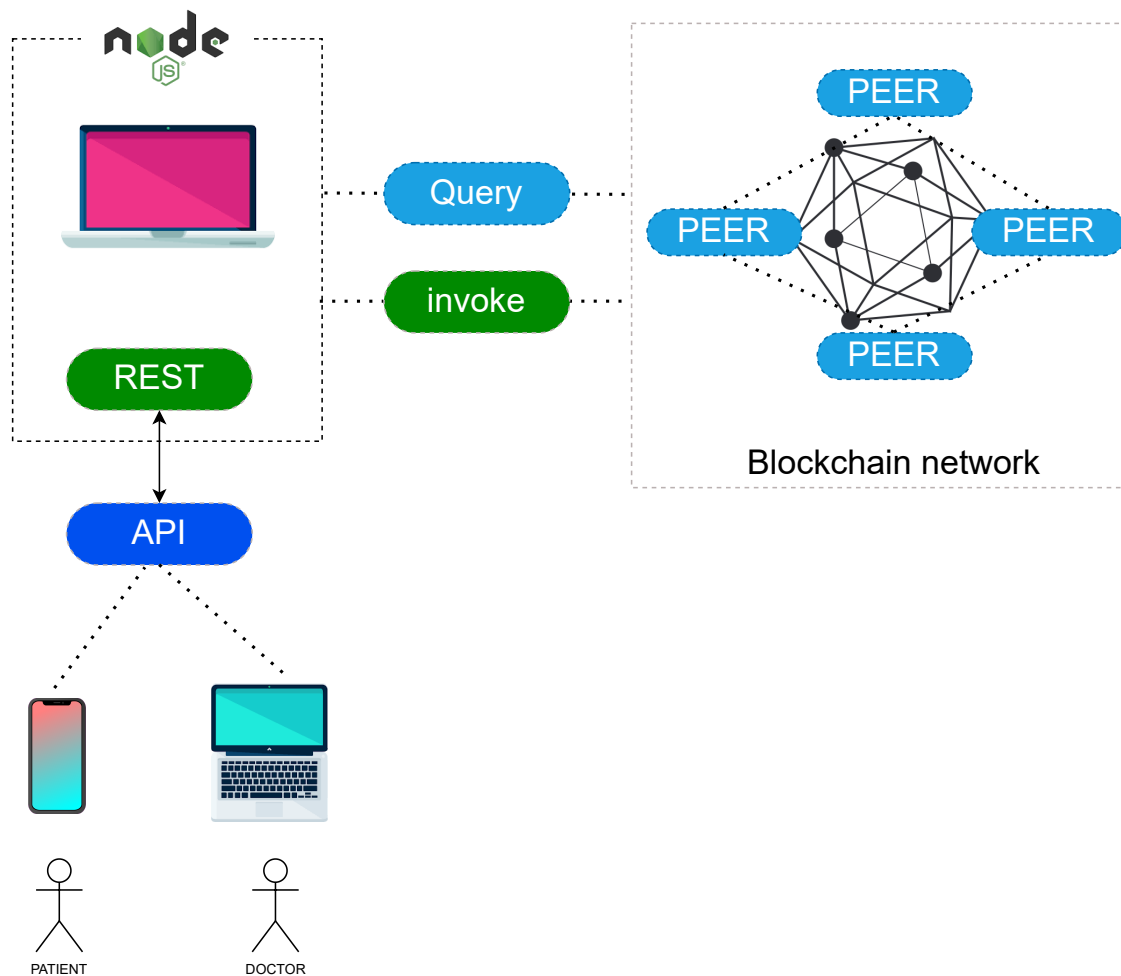 node
JS
PEER
Query
PEER
PEER
invoke
PEER
REST
Blockchain network
API
PATIENT
DOCTOR